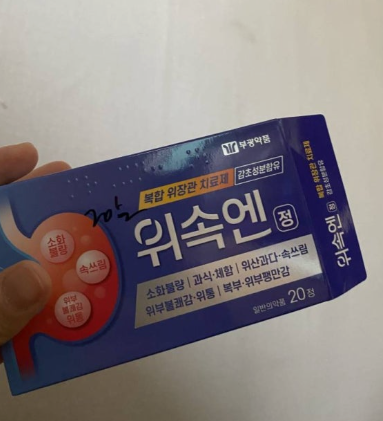 부광약품
복합 위장관 치료제
감초성분함유
위속엔 정
소화불량 | 과식·체함 | 위산과다·속쓰림
위부불쾌감·위통 | 복부·위부팽만감
일반의약품 20정
소화
불량
속쓰림
위부
불쾌감
위통
복합 위장관 치료제
감초성분함유
위속엔 정